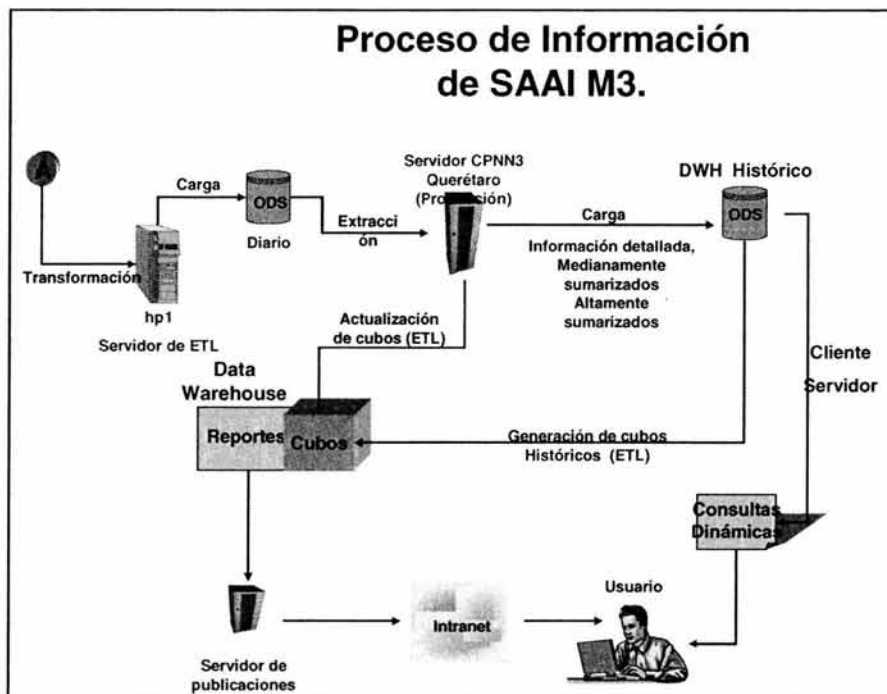 Proceso de Información
de SAAI M3.
A
Transformación
hp1
Servidor de ETL
Carga
ODS
Diario
Extracci
ón
Servidor CPNN3
Querétaro
Carga
Información detallada,
Medianamente
sumarizados
Altamente
sumarizados
DWH Histórico
ODS
Cliente
Servidor
Actualización
de cubos (ETL)
Data
Warehouse
Reportes
Cubos
Generación de cubos
Históricos (ETL)
Consultas
Dinámicas
Servidor de
publicaciones
Intranet
Usuario